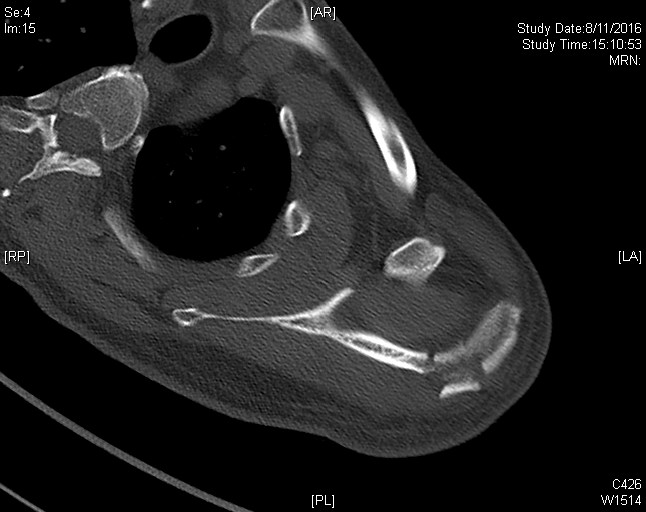 Se:4
Im:15
[AR]
Study Date:8/11/2016
Study Time:15:10:53
MRN:
[RP]
[LA]
[PL]
C426
W1514